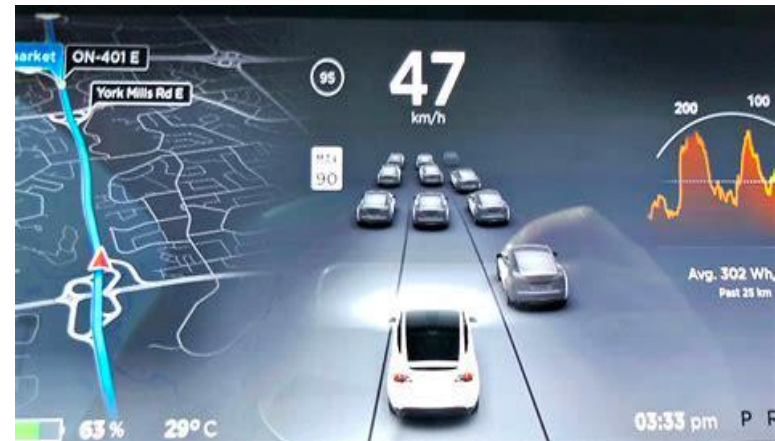 ON-401 E
York Mills Rd E
95
47
km/h
90
200
100
Avg. 302 Wh
Past 25 km
63 %
29°C
03:33 pm
P R